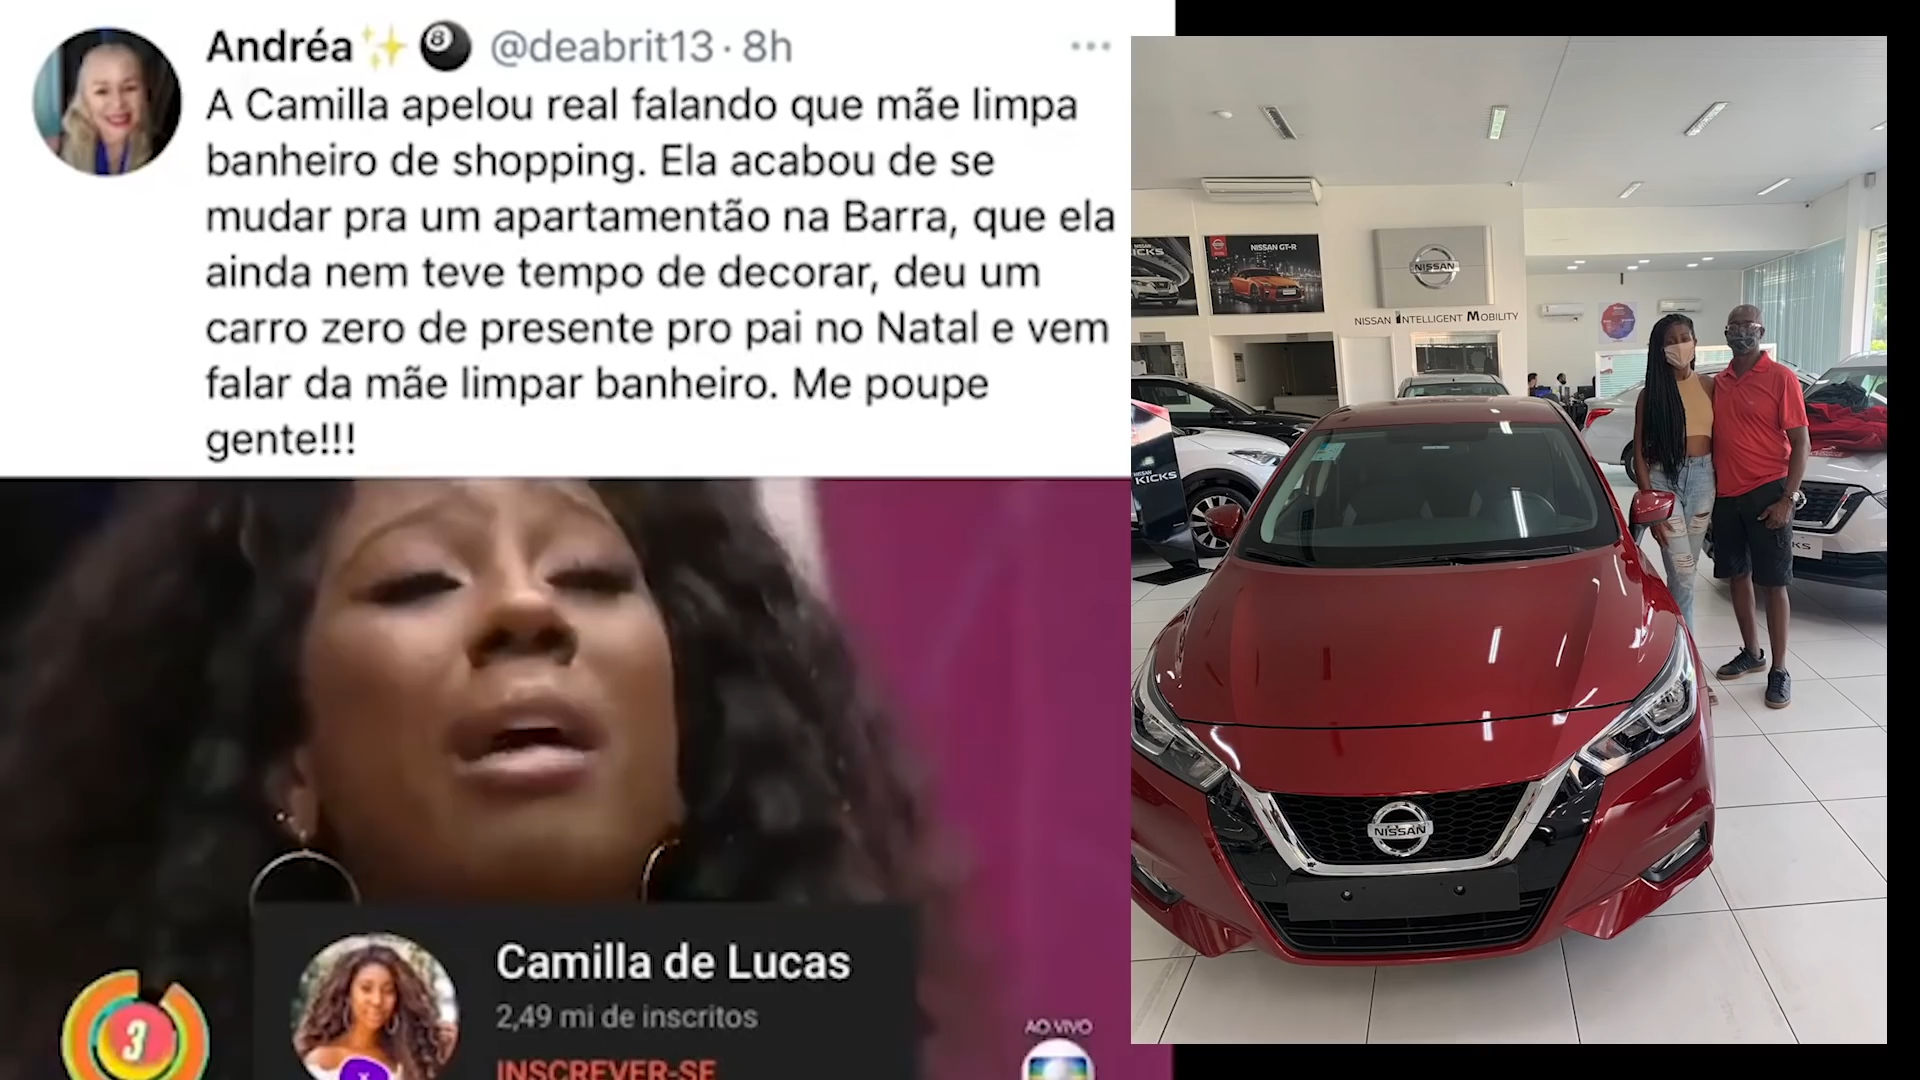 Andréa✨🎱 @deabrit13 · 8h
A Camilla apelou real falando que mãe limpa
banheiro de shopping. Ela acabou de se
mudar pra um apartamentão na Barra, que ela
ainda nem teve tempo de decorar, deu um
carro zero de presente pro pai no Natal e vem
falar da mãe limpar banheiro. Me poupe
gente!!!
Camilla de Lucas
2,49 mi de inscritos
INSCREVER-SE
3
AO VIVO
NISSAN GT-R
NISSAN
NISSAN INTELLIGENT MOBILITY
NISSAN
KICKS
NISSAN